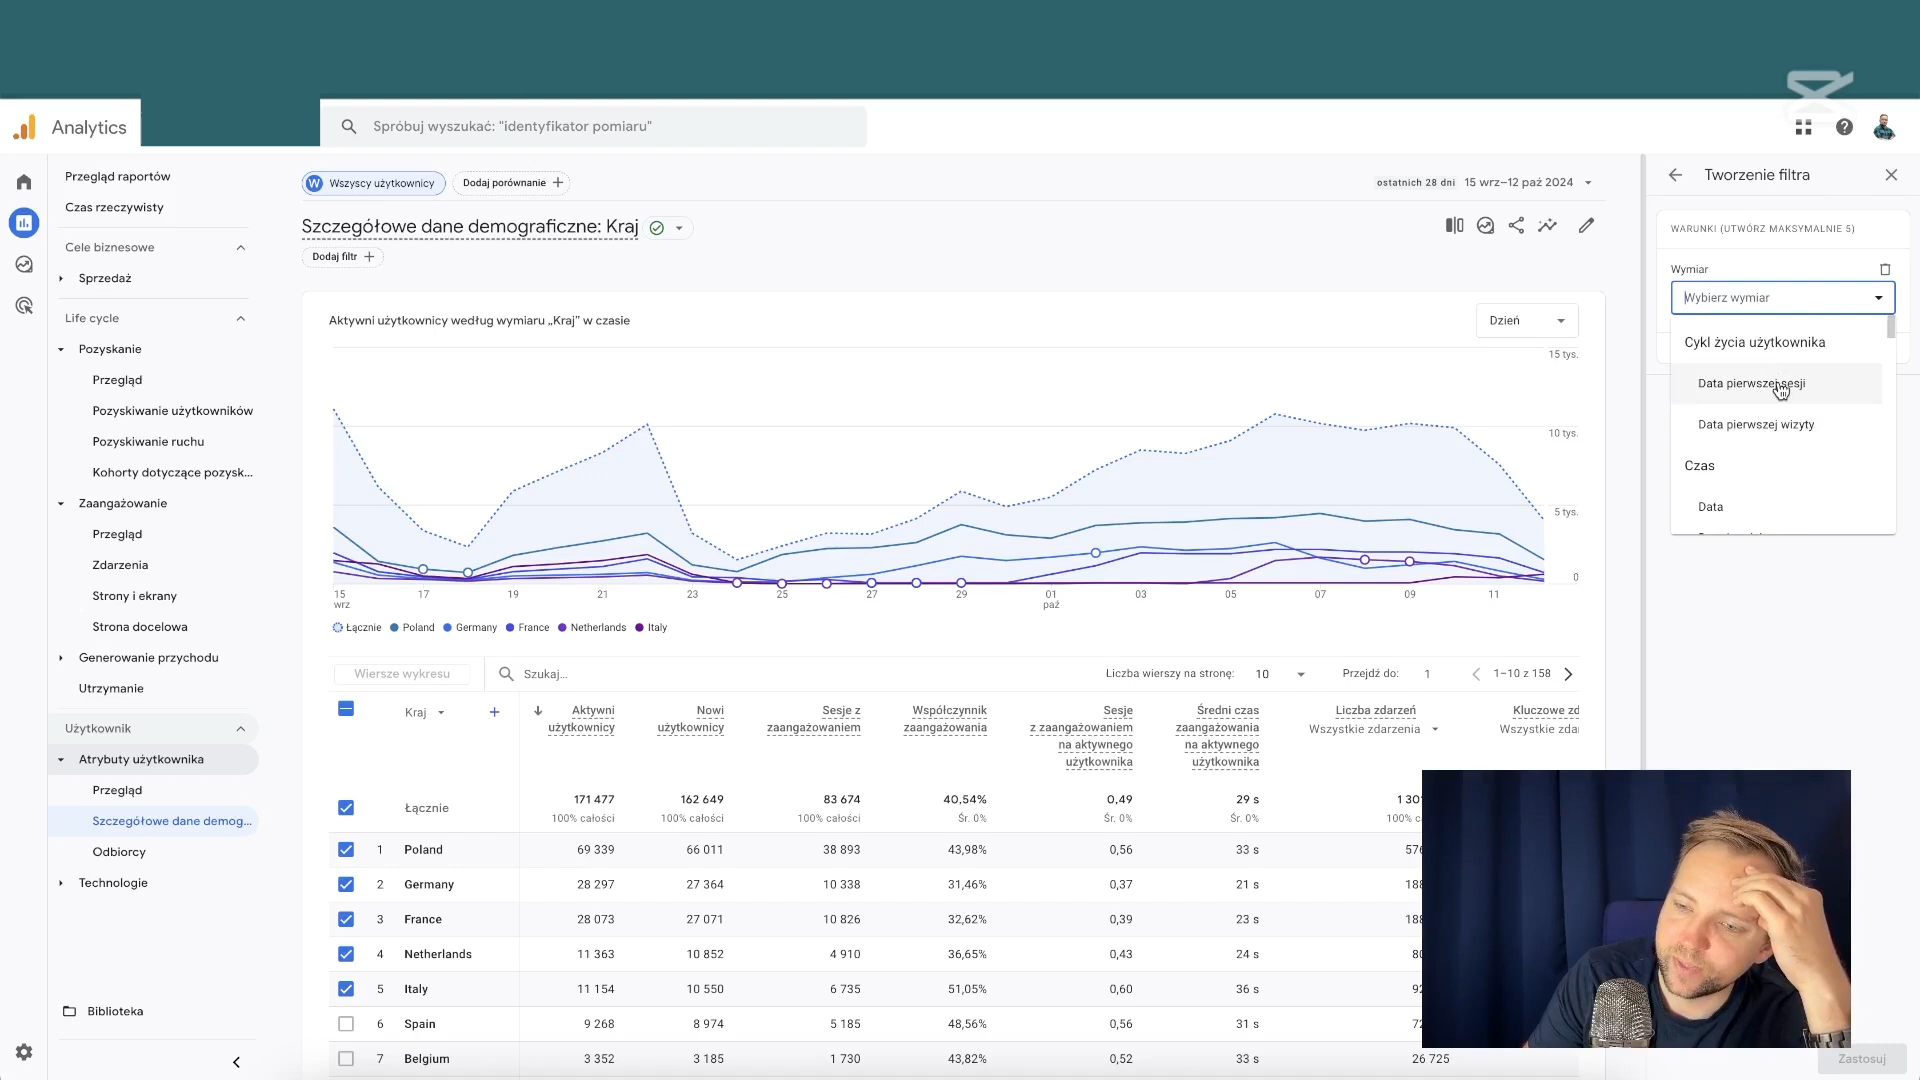 Analytics
Spróbuj wyszukać: "identyfikator pomiaru"
Przegląd raportów
Czas rzeczywisty
Cele biznesowe
Sprzedaż
Life cycle
Pozyskanie
Przegląd
Pozyskiwanie użytkowników
Pozyskiwanie ruchu
Kohorty dotyczące pozysk...
Zaangażowanie
Przegląd
Zdarzenia
Strony i ekrany
Strona docelowa
Generowanie przychodu
Utrzymanie
Użytkownik
Atrybuty użytkownika
Przegląd
Szczegółowe dane demog...
Odbiorcy
Technologie
Biblioteka
W Wszyscy użytkownicy
Dodaj porównanie +
ostatnich 28 dni 15 wrz–12 paź 2024
Szczegółowe dane demograficzne: Kraj
Dodaj filtr +
Aktywni użytkownicy według wymiaru „Kraj” w czasie
Dzień
15 tys.
10 tys.
5 tys.
0
15 17 19 21 23 25 27 29 01 03 05 07 09 11
wrz paź
Łącznie Poland Germany France Netherlands Italy
Wiersze wykresu
Szukaj...
Liczba wierszy na stronę: 10
Przejdź do: 1
1–10 z 158
Kraj
Aktywni użytkownicy
Nowi użytkownicy
Sesje z zaangażowaniem
Współczynnik zaangażowania
Sesje z zaangażowaniem na aktywnego użytkownika
Średni czas zaangażowania na aktywnego użytkownika
Liczba zdarzeń
Wszystkie zdarzenia
Kluczowe zd
Wszystkie zdar
Łącznie 171 477 162 649 83 674 40,54% 0,49 29 s 1 30
100% całości 100% całości 100% całości Śr. 0% Śr. 0% Śr. 0% 100% c
1 Poland 69 339 66 011 38 893 43,98% 0,56 33 s 576
2 Germany 28 297 27 364 10 338 31,46% 0,37 21 s 188
3 France 28 073 27 071 10 826 32,62% 0,39 23 s 188
4 Netherlands 11 363 10 852 4 910 36,65% 0,43 24 s 80
5 Italy 11 154 10 550 6 735 51,05% 0,60 36 s 92
6 Spain 9 268 8 974 5 185 48,56% 0,56 31 s 72
7 Belgium 3 352 3 185 1 730 43,82% 0,52 33 s 26 725
Tworzenie filtra
WARUNKI (UTWÓRZ MAKSYMALNIE 5)
Wymiar
Wybierz wymiar
Cykl życia użytkownika
Data pierwszej sesji
Data pierwszej wizyty
Czas
Data
Zastosuj